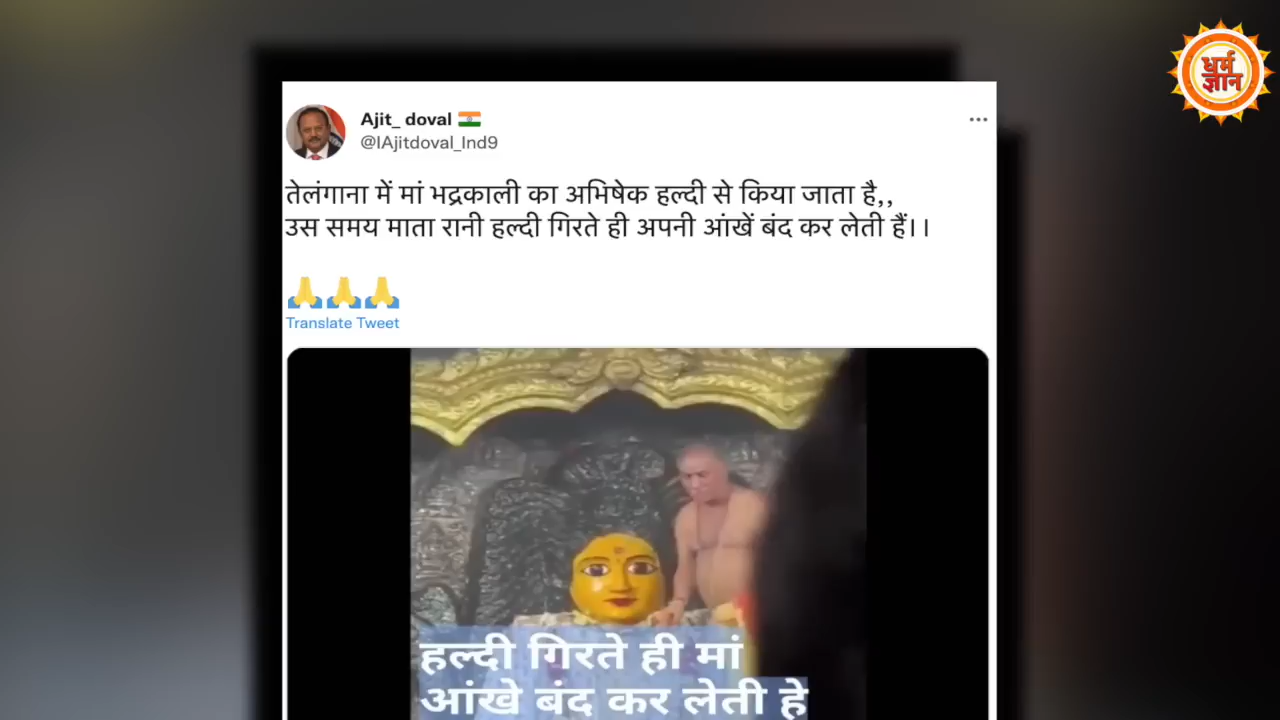 धर्म
ज्ञान
Ajit_ doval 🇮🇳
@IAjitdoval_Ind9
तेलंगाना में मां भद्रकाली का अभिषेक हल्दी से किया जाता है,,
उस समय माता रानी हल्दी गिरते ही अपनी आंखें बंद कर लेती हैं।।
🙏🙏🙏
Translate Tweet
हल्दी गिरते ही मां
आंखे बंद कर लेती हे